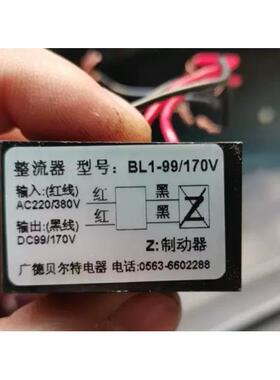 整流器 型号: BL1-99/170V
输入:(红线)
AC220/380V
输出:(黑线)
DC99/170V
红
红
黑
黑
Z
Z:制动器
广德贝尔特电器 电话:0563-6602288